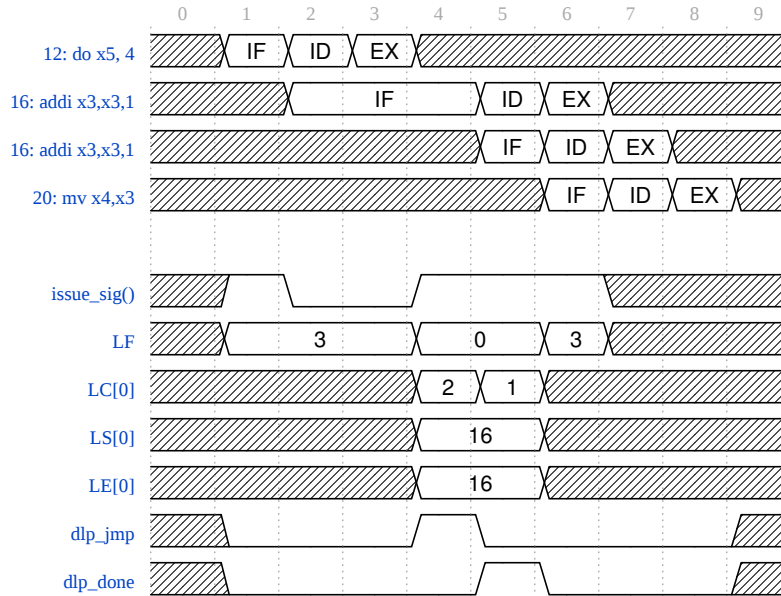 0 1 2 3 4 5 6 7 8 9
12: do x5, 4 IF ID EX
16: addi x3,x3,1 IF ID EX
16: addi x3,x3,1 IF ID EX
20: mv x4,x3 IF ID EX
issue_sig()
LF 3 0 3
LC[0] 2 1
LS[0] 16
LE[0] 16
dlp_jmp
dlp_done